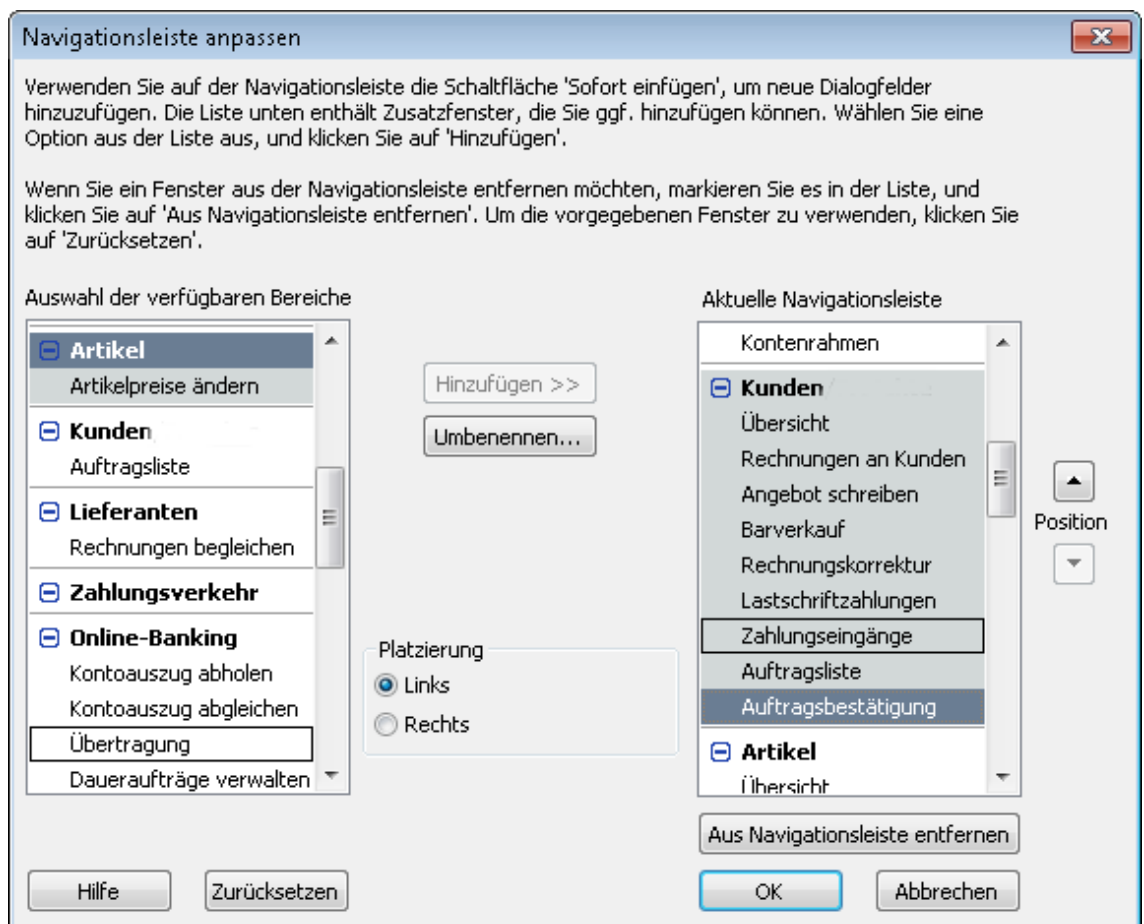 Navigationsleiste anpassen
Verwenden Sie auf der Navigationsleiste die Schaltfläche 'Sofort einfügen', um neue Dialogfelder
hinzuzufügen. Die Liste unten enthält Zusatzfenster, die Sie ggf. hinzufügen können. Wählen Sie eine
Option aus der Liste aus, und klicken Sie auf 'Hinzufügen'.
Wenn Sie ein Fenster aus der Navigationsleiste entfernen möchten, markieren Sie es in der Liste, und
klicken Sie auf 'Aus Navigationsleiste entfernen'. Um die vorgegebenen Fenster zu verwenden, klicken Sie
auf 'Zurücksetzen'.
Auswahl der verfügbaren Bereiche
Artikel
Artikelpreise ändern
Kunden
Auftragsliste
Lieferanten
Rechnungen begleichen
Zahlungsverkehr
Online-Banking
Kontoauszug abholen
Kontoauszug abgleichen
Übertragung
Daueraufträge verwalten
Hinzufügen >>
Umbenennen...
Platzierung
Links
Rechts
Aktuelle Navigationsleiste
Kontenrahmen
Kunden
Übersicht
Rechnungen an Kunden
Angebot schreiben
Barverkauf
Rechnungskorrektur
Lastschriftzahlungen
Zahlungseingänge
Auftragsliste
Auftragsbestätigung
Artikel
Übersicht
Position
Aus Navigationsleiste entfernen
Hilfe
Zurücksetzen
OK
Abbrechen